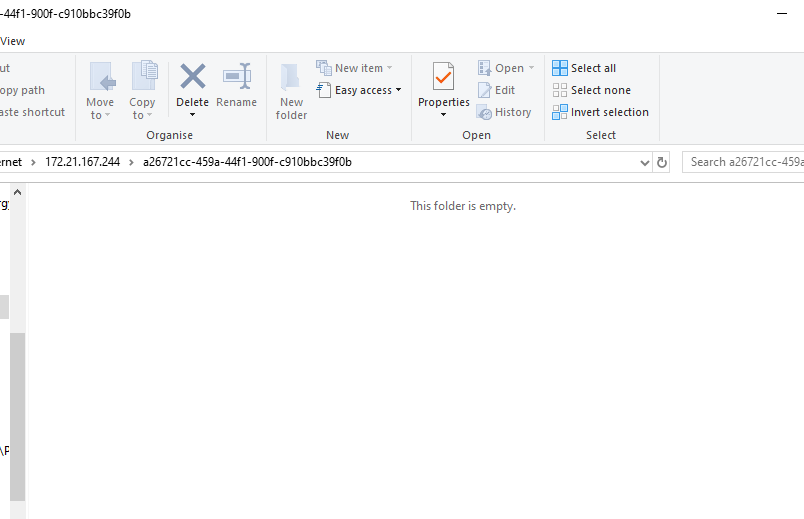 -44f1-900f-c910bbc39f0b
View
ut
opy path
aste shortcut
Move to
Copy to
Delete
Rename
Organise
New folder
New item
Easy access
New
Properties
Open
Edit
History
Open
Select all
Select none
Invert selection
Select
ernet > 172.21.167.244 > a26721cc-459a-44f1-900f-c910bbc39f0b
Search a26721cc-459a
This folder is empty.
\P